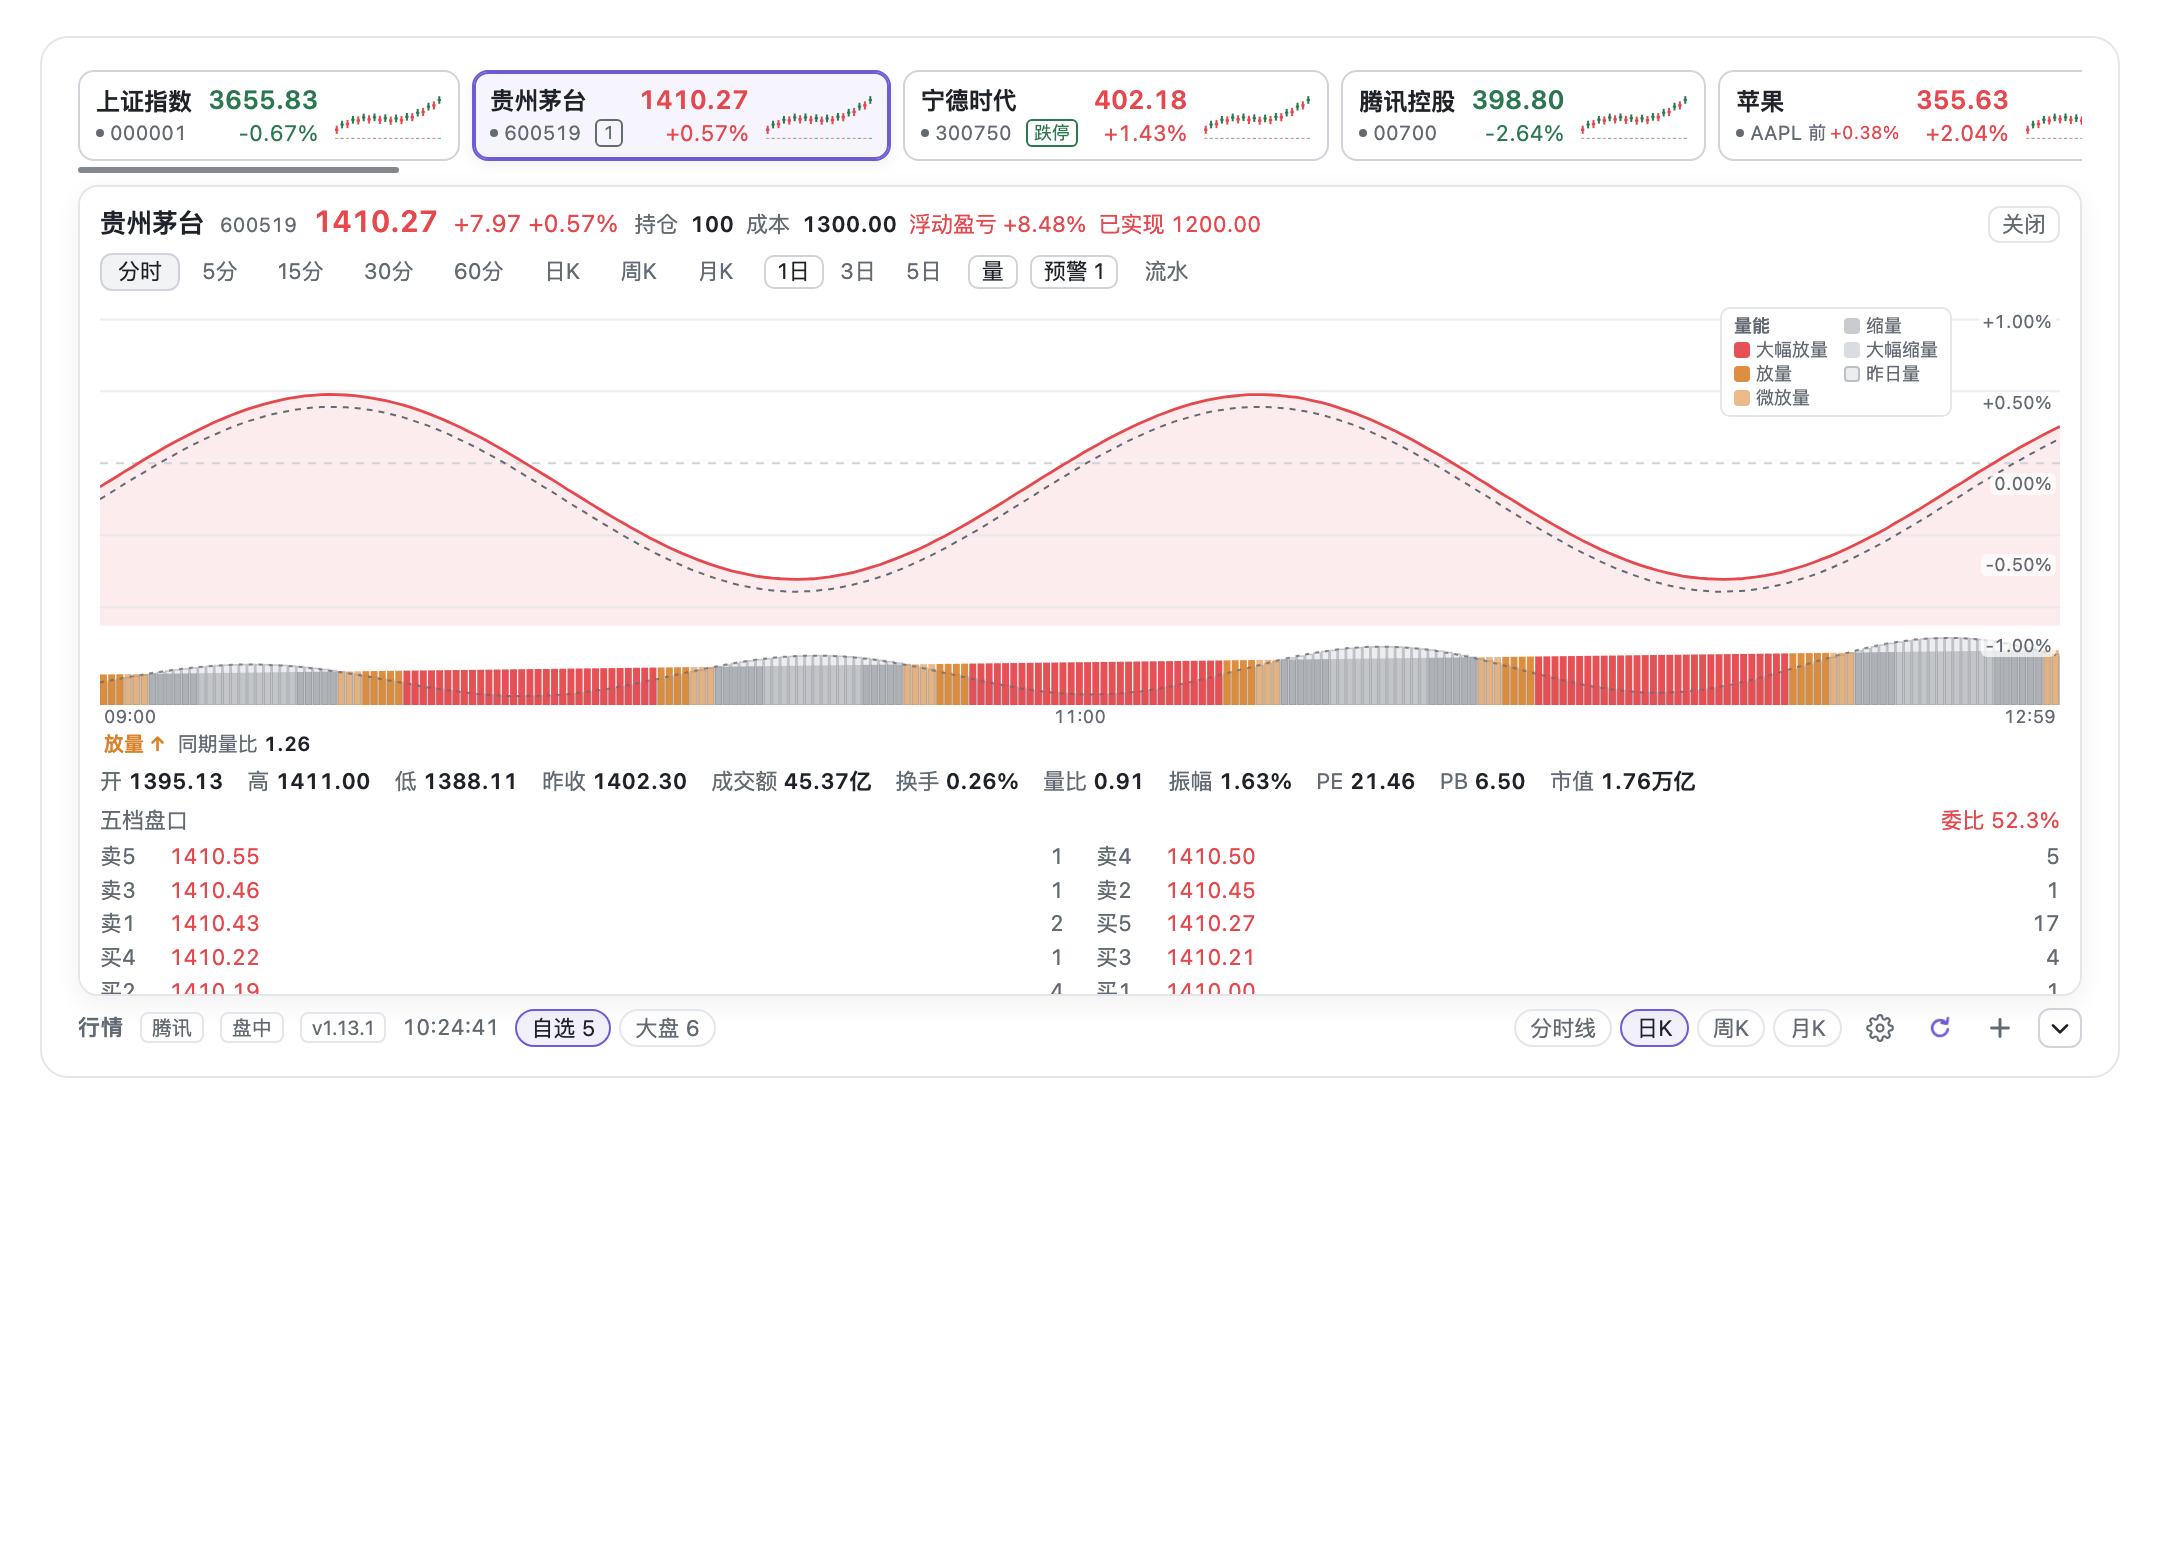 上证指数 3655.83
000001 -0.67%
贵州茅台 1410.27
600519 1 +0.57%
宁德时代 402.18
300750 跌停 +1.43%
腾讯控股 398.80
00700 -2.64%
苹果 355.63
AAPL 前 +0.38% +2.04%
贵州茅台 600519 1410.27 +7.97 +0.57% 持仓 100 成本 1300.00 浮动盈亏 +8.48% 已实现 1200.00 关闭
分时 5分 15分 30分 60分 日K 周K 月K 1日 3日 5日 量 预警 1 流水
量能 缩量
大幅放量 大幅缩量
放量 昨日量
微放量
+1.00%
+0.50%
0.00%
-0.50%
-1.00%
09:00 11:00 12:59
放量 ↑ 同期量比 1.26
开 1395.13 高 1411.00 低 1388.11 昨收 1402.30 成交额 45.37亿 换手 0.26% 量比 0.91 振幅 1.63% PE 21.46 PB 6.50 市值 1.76万亿
五档盘口 委比 52.3%
卖5 1410.55 1 卖4 1410.50 5
卖3 1410.46 1 卖2 1410.45 1
卖1 1410.43 2 买5 1410.27 17
买4 1410.22 1 买3 1410.21 4
买2 1410.19 4 买1 1410.00 1
行情 腾讯 盘中 v1.13.1 10:24:41 自选 5 大盘 6 分时线 日K 周K 月K